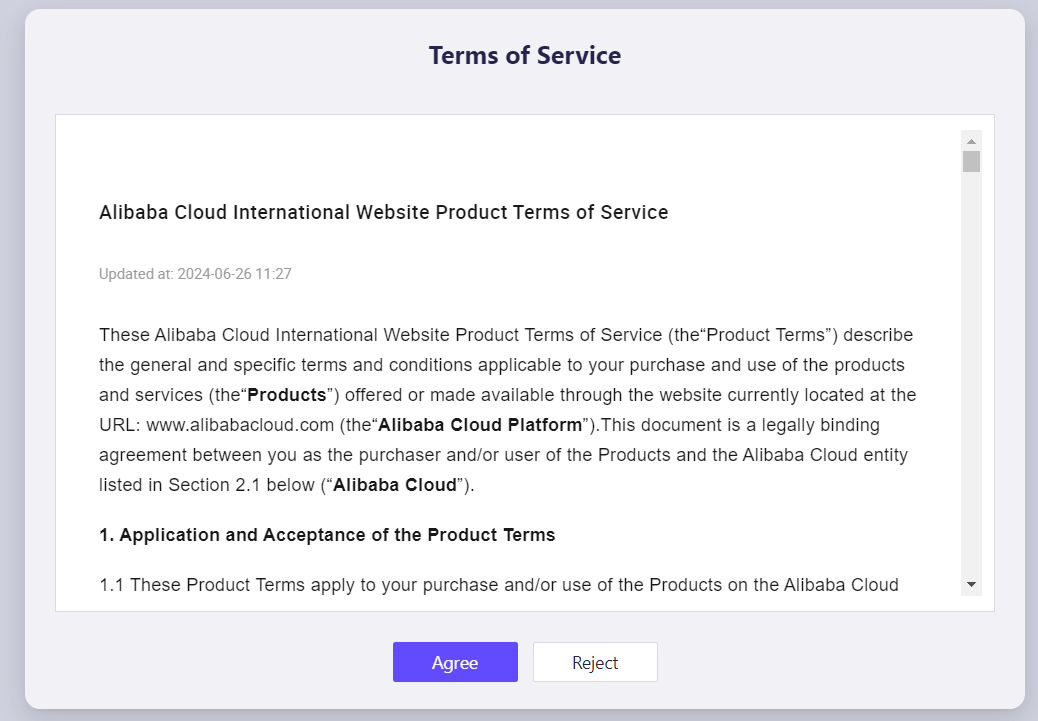 Terms of Service
Alibaba Cloud International Website Product Terms of Service
Updated at: 2024-06-26 11:27
These Alibaba Cloud International Website Product Terms of Service (the“Product Terms”) describe
the general and specific terms and conditions applicable to your purchase and use of the products
and services (the“Products”) offered or made available through the website currently located at the
URL: www.alibabacloud.com (the“Alibaba Cloud Platform”).This document is a legally binding
agreement between you as the purchaser and/or user of the Products and the Alibaba Cloud entity
listed in Section 2.1 below (“Alibaba Cloud”).
1. Application and Acceptance of the Product Terms
1.1 These Product Terms apply to your purchase and/or use of the Products on the Alibaba Cloud
Agree
Reject